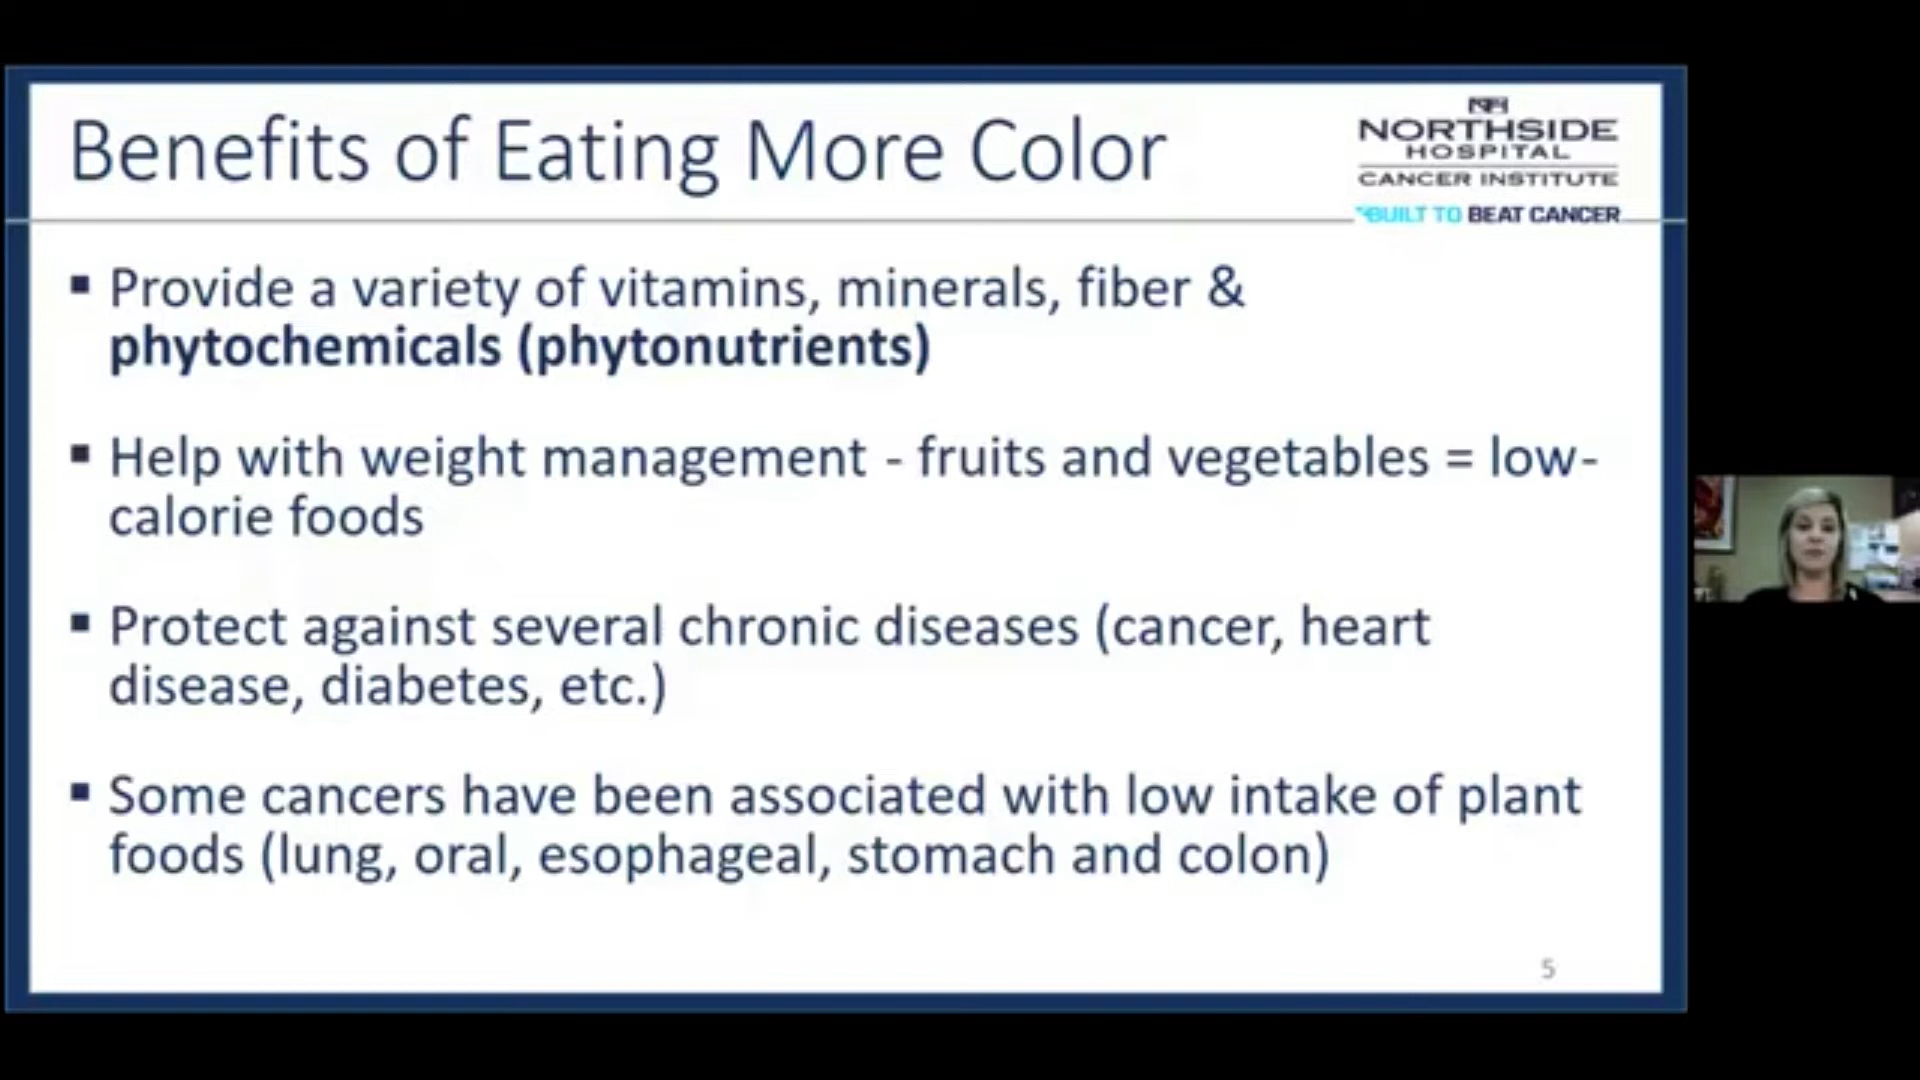 Benefits of Eating More Color
NH
NORTHSIDE
HOSPITAL
CANCER INSTITUTE
BUILT TO BEAT CANCER
▪ Provide a variety of vitamins, minerals, fiber &
phytochemicals (phytonutrients)
▪ Help with weight management - fruits and vegetables = low-
calorie foods
▪ Protect against several chronic diseases (cancer, heart
disease, diabetes, etc.)
▪ Some cancers have been associated with low intake of plant
foods (lung, oral, esophageal, stomach and colon)
5